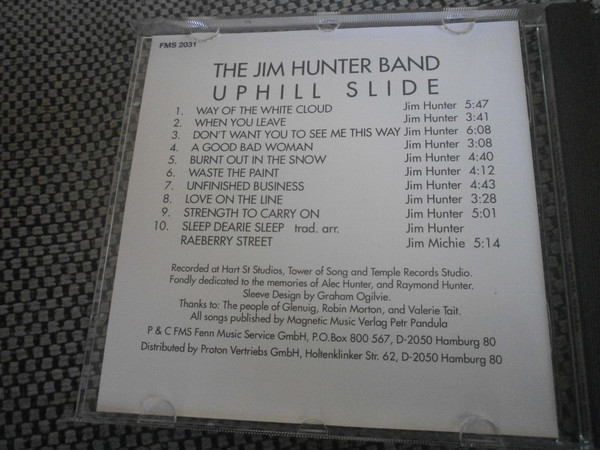 FMS 2031
THE JIM HUNTER BAND
UPHILL SLIDE
1. WAY OF THE WHITE CLOUD Jim Hunter 5:47
2. WHEN YOU LEAVE Jim Hunter 3:41
3. DON'T WANT YOU TO SEE ME THIS WAY Jim Hunter 6:08
4. A GOOD BAD WOMAN Jim Hunter 3:08
5. BURNT OUT IN THE SNOW Jim Hunter 4:40
6. WASTE THE PAINT Jim Hunter 4:12
7. UNFINISHED BUSINESS Jim Hunter 4:43
8. LOVE ON THE LINE Jim Hunter 3:28
9. STRENGTH TO CARRY ON Jim Hunter 5:01
10. SLEEP DEARIE SLEEP trad. arr. Jim Hunter
RAEBERRY STREET Jim Michie 5:14
Recorded at Hart St Studios, Tower of Song and Temple Records Studio.
Fondly dedicated to the memories of Alec Hunter, and Raymond Hunter.
Sleeve Design by Graham Ogilvie.
Thanks to: The people of Glenuig, Robin Morton, and Valerie Tait.
All songs published by Magnetic Music Verlag Petr Pandula
P & C FMS Fenn Music Service GmbH, P.O.Box 800 567, D-2050 Hamburg 80
Distributed by Proton Vertriebs GmbH, Holtenklinker Str. 62, D-2050 Hamburg 80